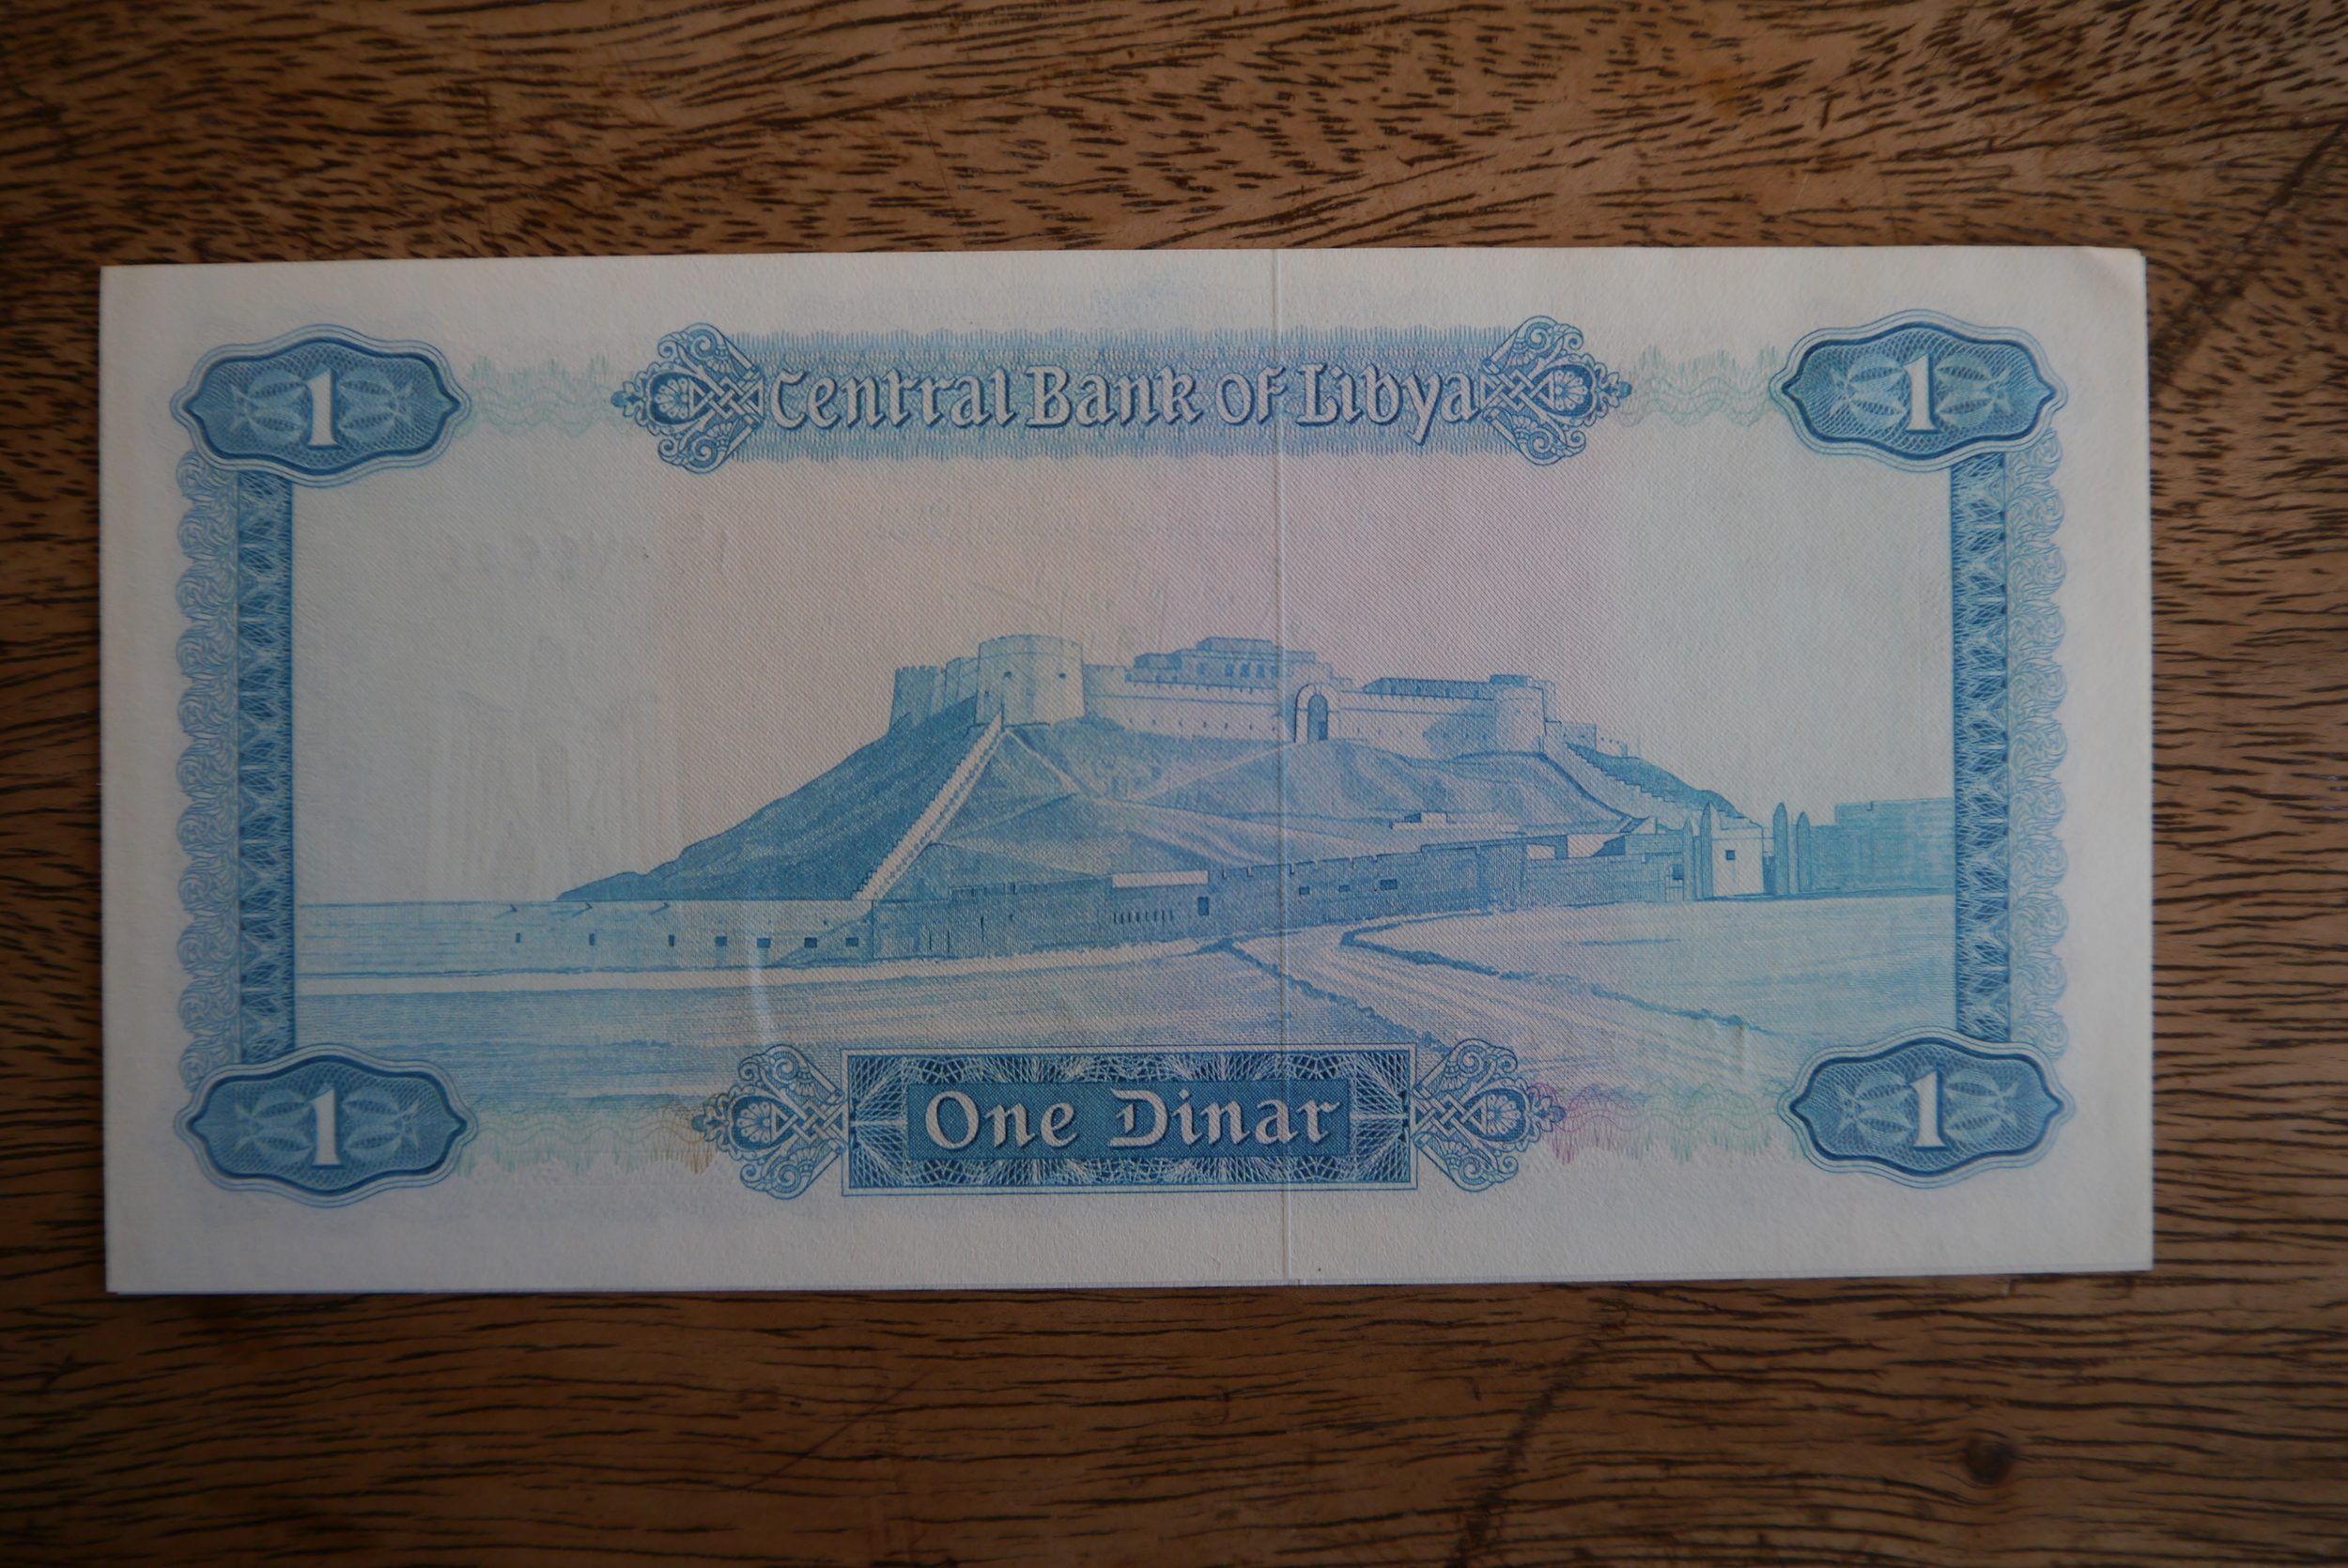 1 Central Bank of Libya 1
1 One Dinar 1